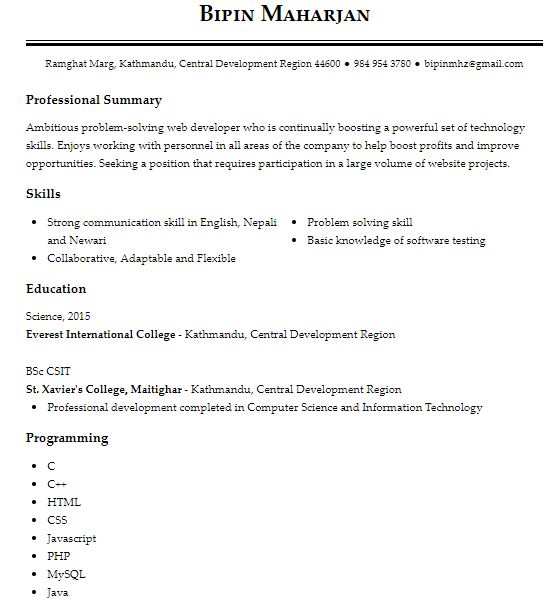 Bipin Maharjan
Ramghat Marg, Kathmandu, Central Development Region 44600 ● 984 954 3780 ● bipinmhz@gmail.com
Professional Summary
Ambitious problem-solving web developer who is continually boosting a powerful set of technology
skills. Enjoys working with personnel in all areas of the company to help boost profits and improve
opportunities. Seeking a position that requires participation in a large volume of website projects.
Skills
• Strong communication skill in English, Nepali
and Newari
• Collaborative, Adaptable and Flexible
• Problem solving skill
• Basic knowledge of software testing
Education
Science, 2015
Everest International College - Kathmandu, Central Development Region
BSc CSIT
St. Xavier's College, Maitighar - Kathmandu, Central Development Region
• Professional development completed in Computer Science and Information Technology
Programming
• C
• C++
• HTML
• CSS
• Javascript
• PHP
• MySQL
• Java